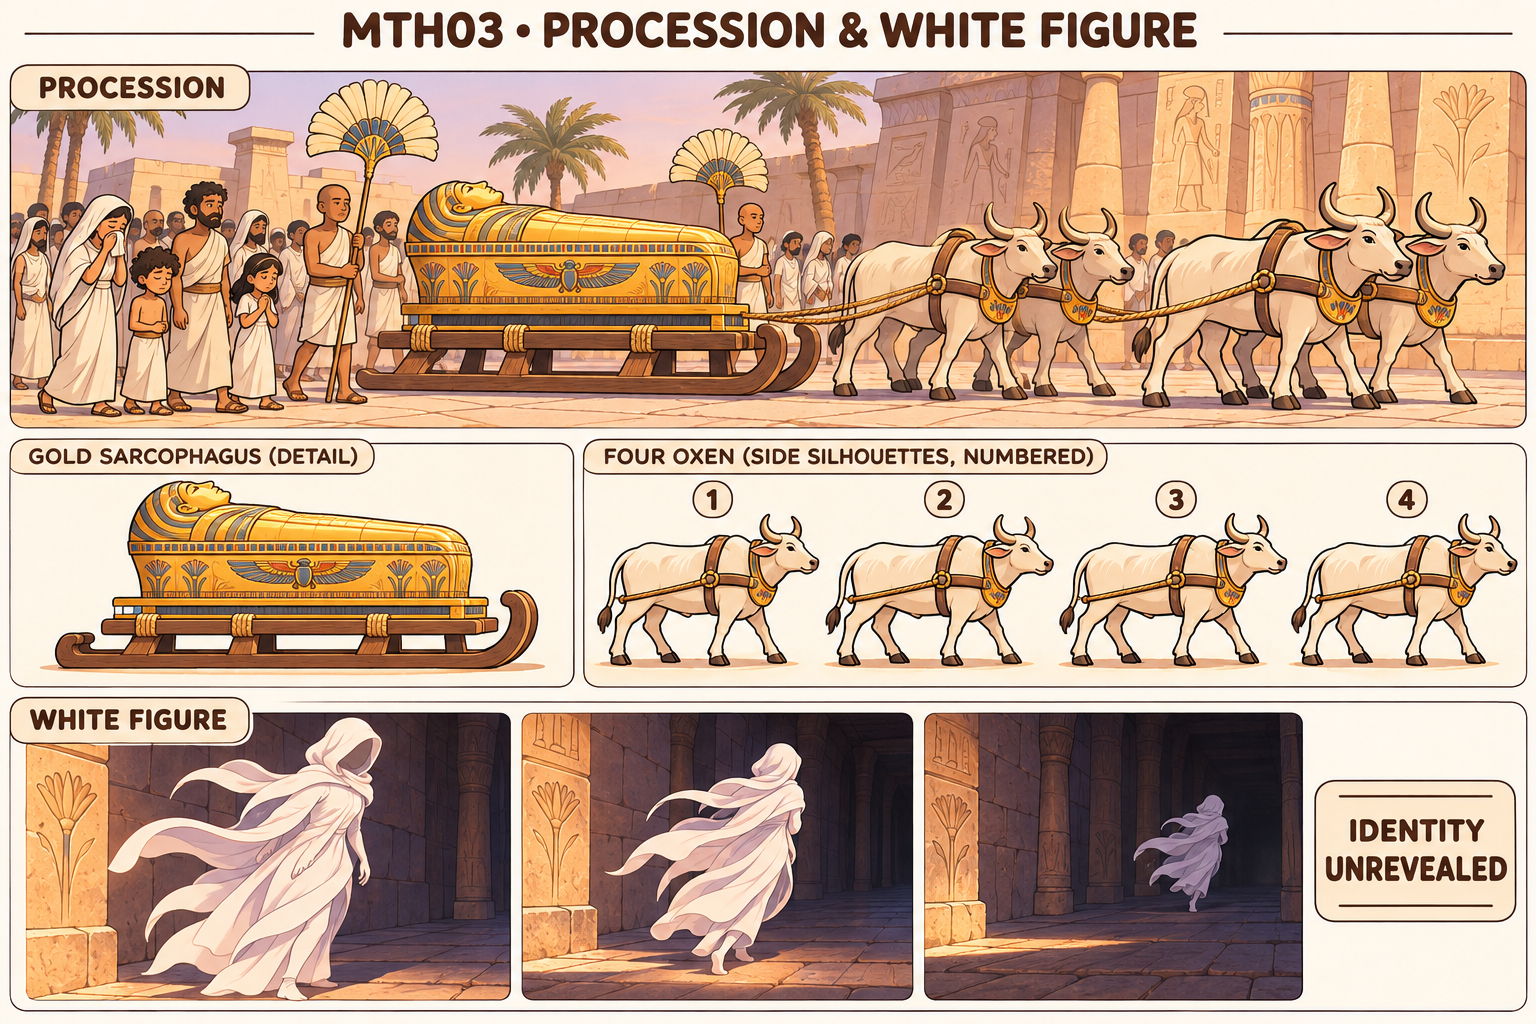 MTH03 • PROCESSION & WHITE FIGURE
PROCESSION
GOLD SARCOPHAGUS (DETAIL)
FOUR OXEN (SIDE SILHOUETTES, NUMBERED)
1
2
3
4
WHITE FIGURE
IDENTITY
UNREVEALED